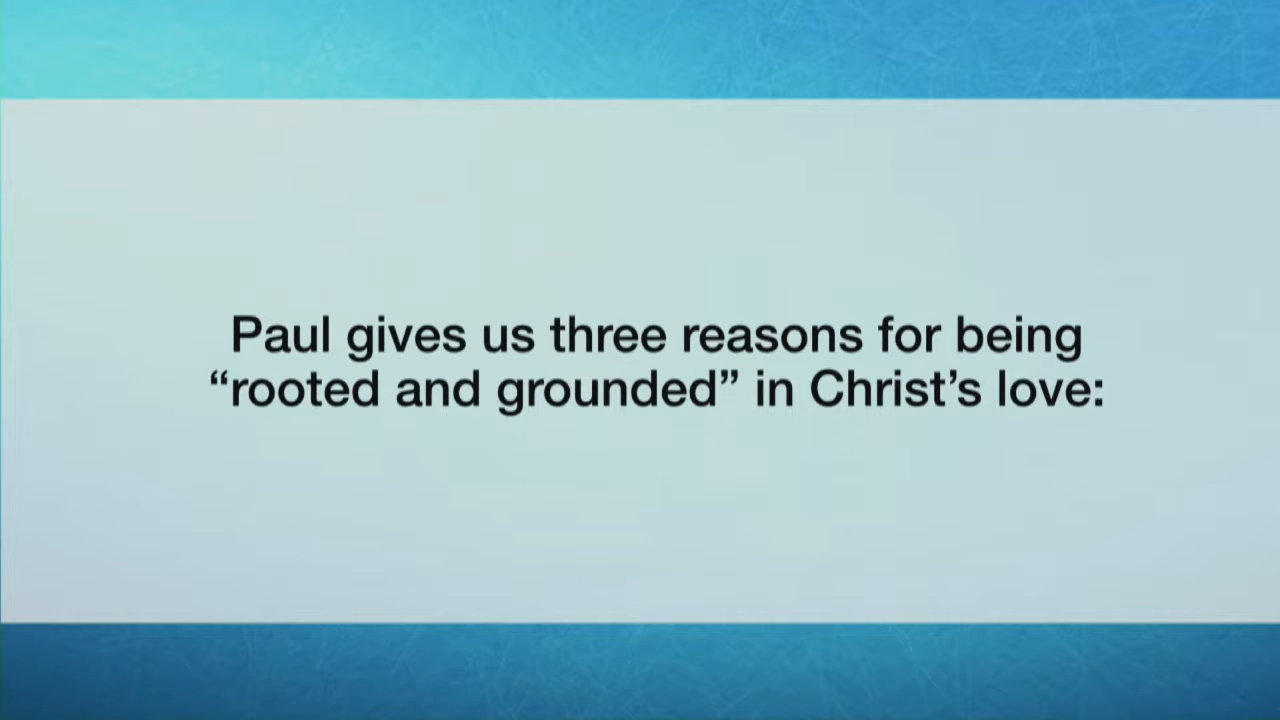 Paul gives us three reasons for being
“rooted and grounded” in Christ’s love: